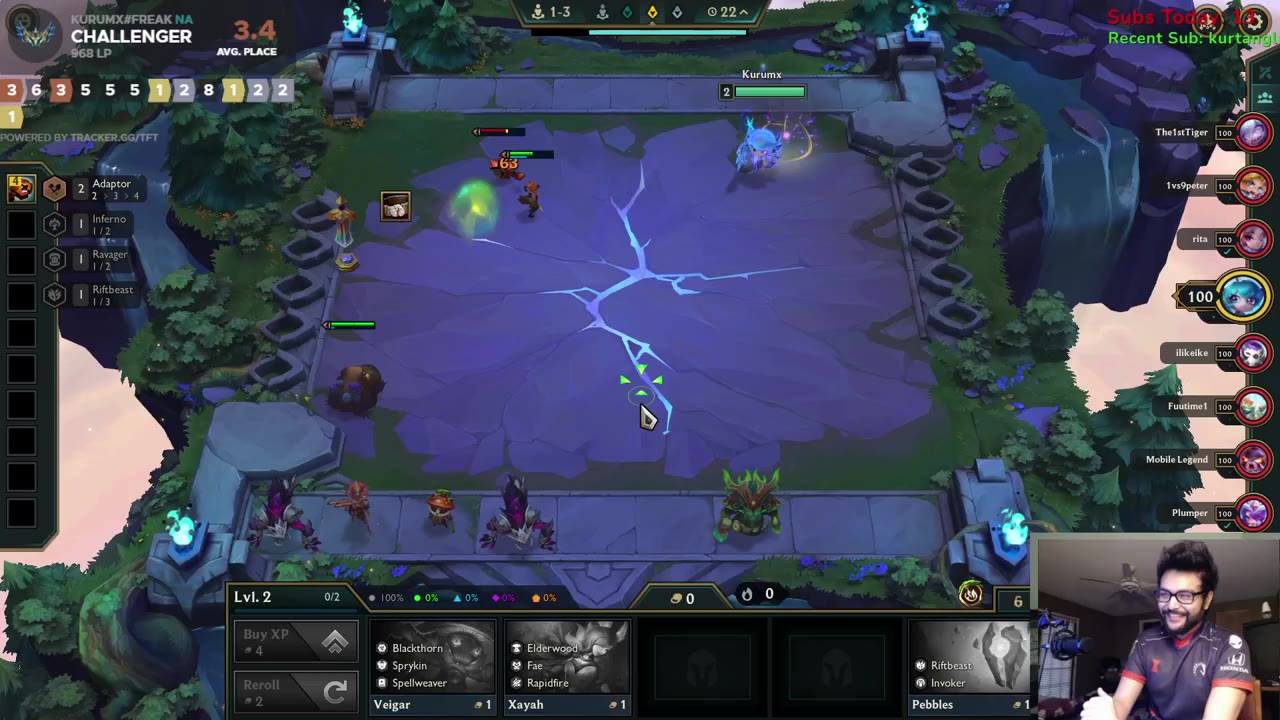 KURUMX#FREAK NA
CHALLENGER
968 LP
3.4
AVG. PLACE
3 6 3 5 5 5 1 2 8 1 2 2
1
POWERED BY TRACKER.GG/TFT
1-3
22
Subs Today: 13
Recent Sub: kurtangl
Kurumx
2
63
4
2
Adaptor
2 > 3 > 4
1
Inferno
1 / 2
1
Ravager
1 / 2
1
Riftbeast
1 / 3
The1stTiger 100
1vs9peter 100
rita 100
100
ilikeike 100
Fuutime1 100
Mobile Legend 100
Plumper 100
Lvl. 2
0/2
100% 0% 0% 0% 0%
0
0
6
Buy XP
4
Reroll
2
Blackthorn
Sprykin
Spellweaver
Veigar 1
Elderwood
Fae
Rapidfire
Xayah 1
Riftbeast
Invoker
Pebbles 1
HONDA